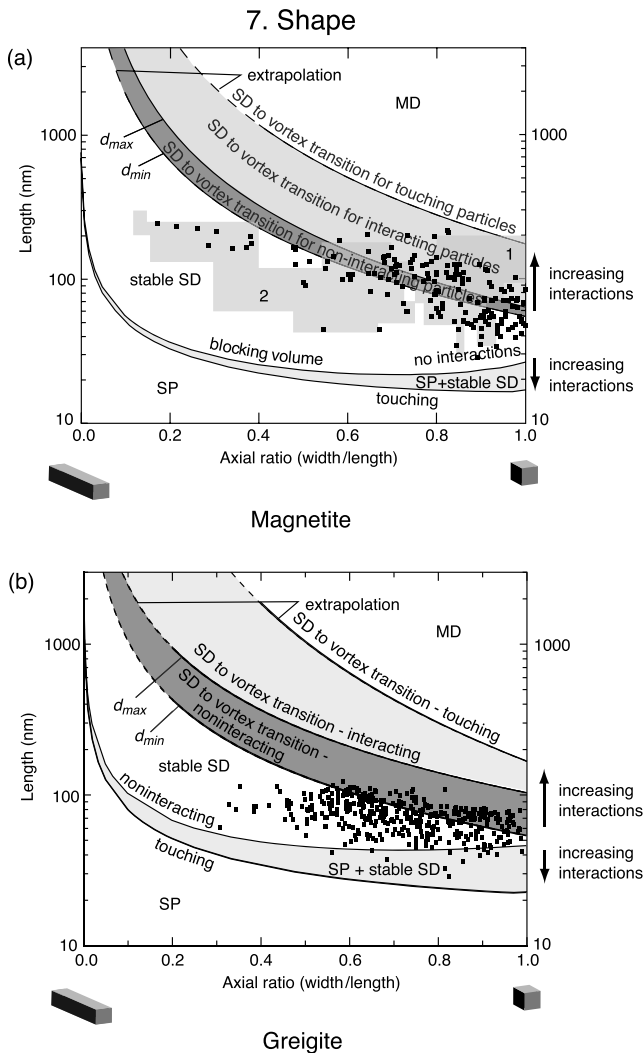 7. Shape
(a)
extrapolation
MD
SD to vortex transition for touching particles
1000
1000
dmax
dmin
SD to vortex transition for interacting particles
SD to vortex transition for non-interacting particles
Length (nm)
1
increasing
interactions
stable SD
2
100
100
blocking volume
no interactions
increasing
interactions
SP+stable SD
SP
touching
10
10
0.0
0.2
0.4
0.6
0.8
1.0
Axial ratio (width/length)
Magnetite
(b)
extrapolation
MD
1000
1000
SD to vortex transition - touching
SD to vortex transition - interacting
SD to vortex transition -
noninteracting
dmax
dmin
Length (nm)
stable SD
increasing
interactions
100
100
noninteracting
touching
SP + stable SD
increasing
interactions
SP
10
10
0.0
0.2
0.4
0.6
0.8
1.0
Axial ratio (width/length)
Greigite